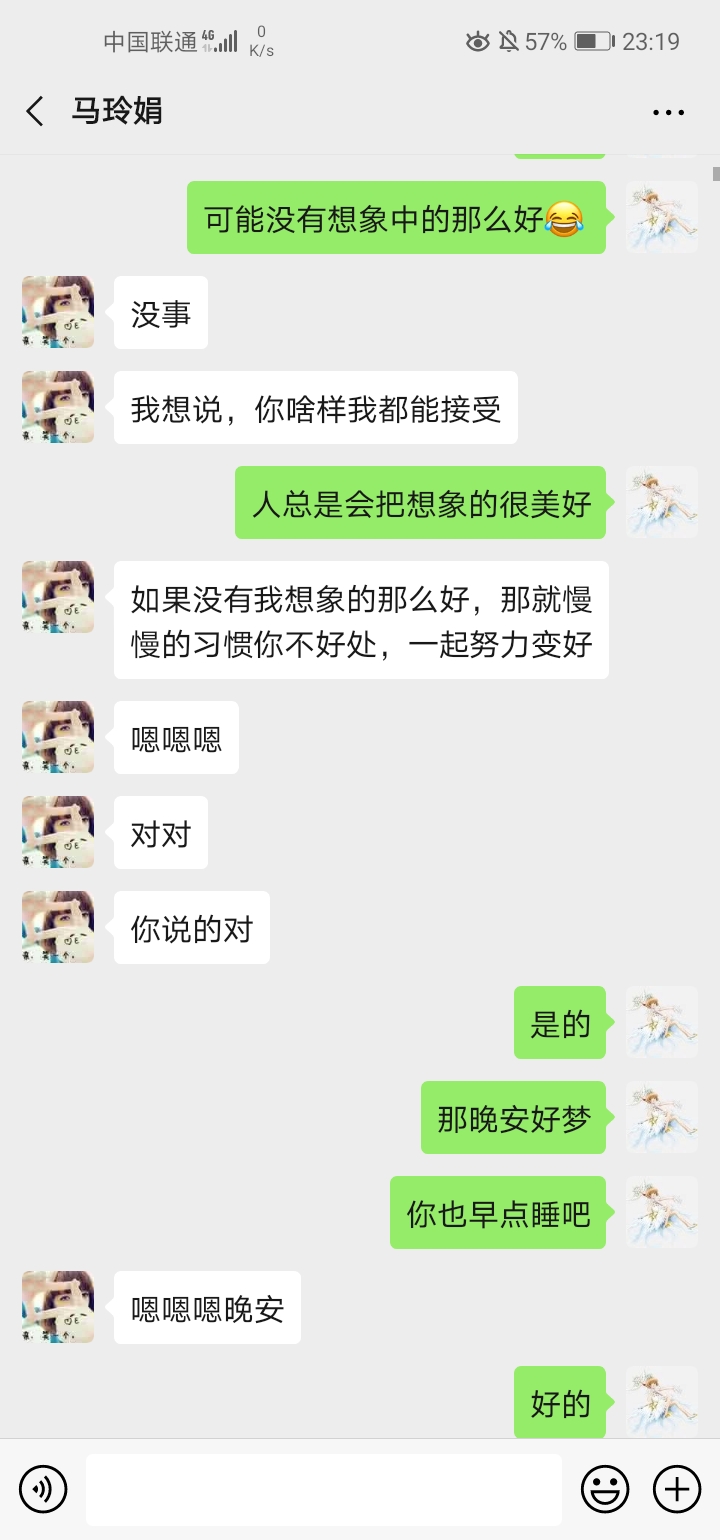 中国联通 4G 0 K/s 57% 23:19
马玲娟
可能没有想象中的那么好😂
没事
我想说，你啥样我都能接受
人总是会把想象的很美好
如果没有我想象的那么好，那就慢
慢的习惯你不好处，一起努力变好
嗯嗯嗯
对对
你说的对
是的
那晚安好梦
你也早点睡吧
嗯嗯嗯晚安
好的